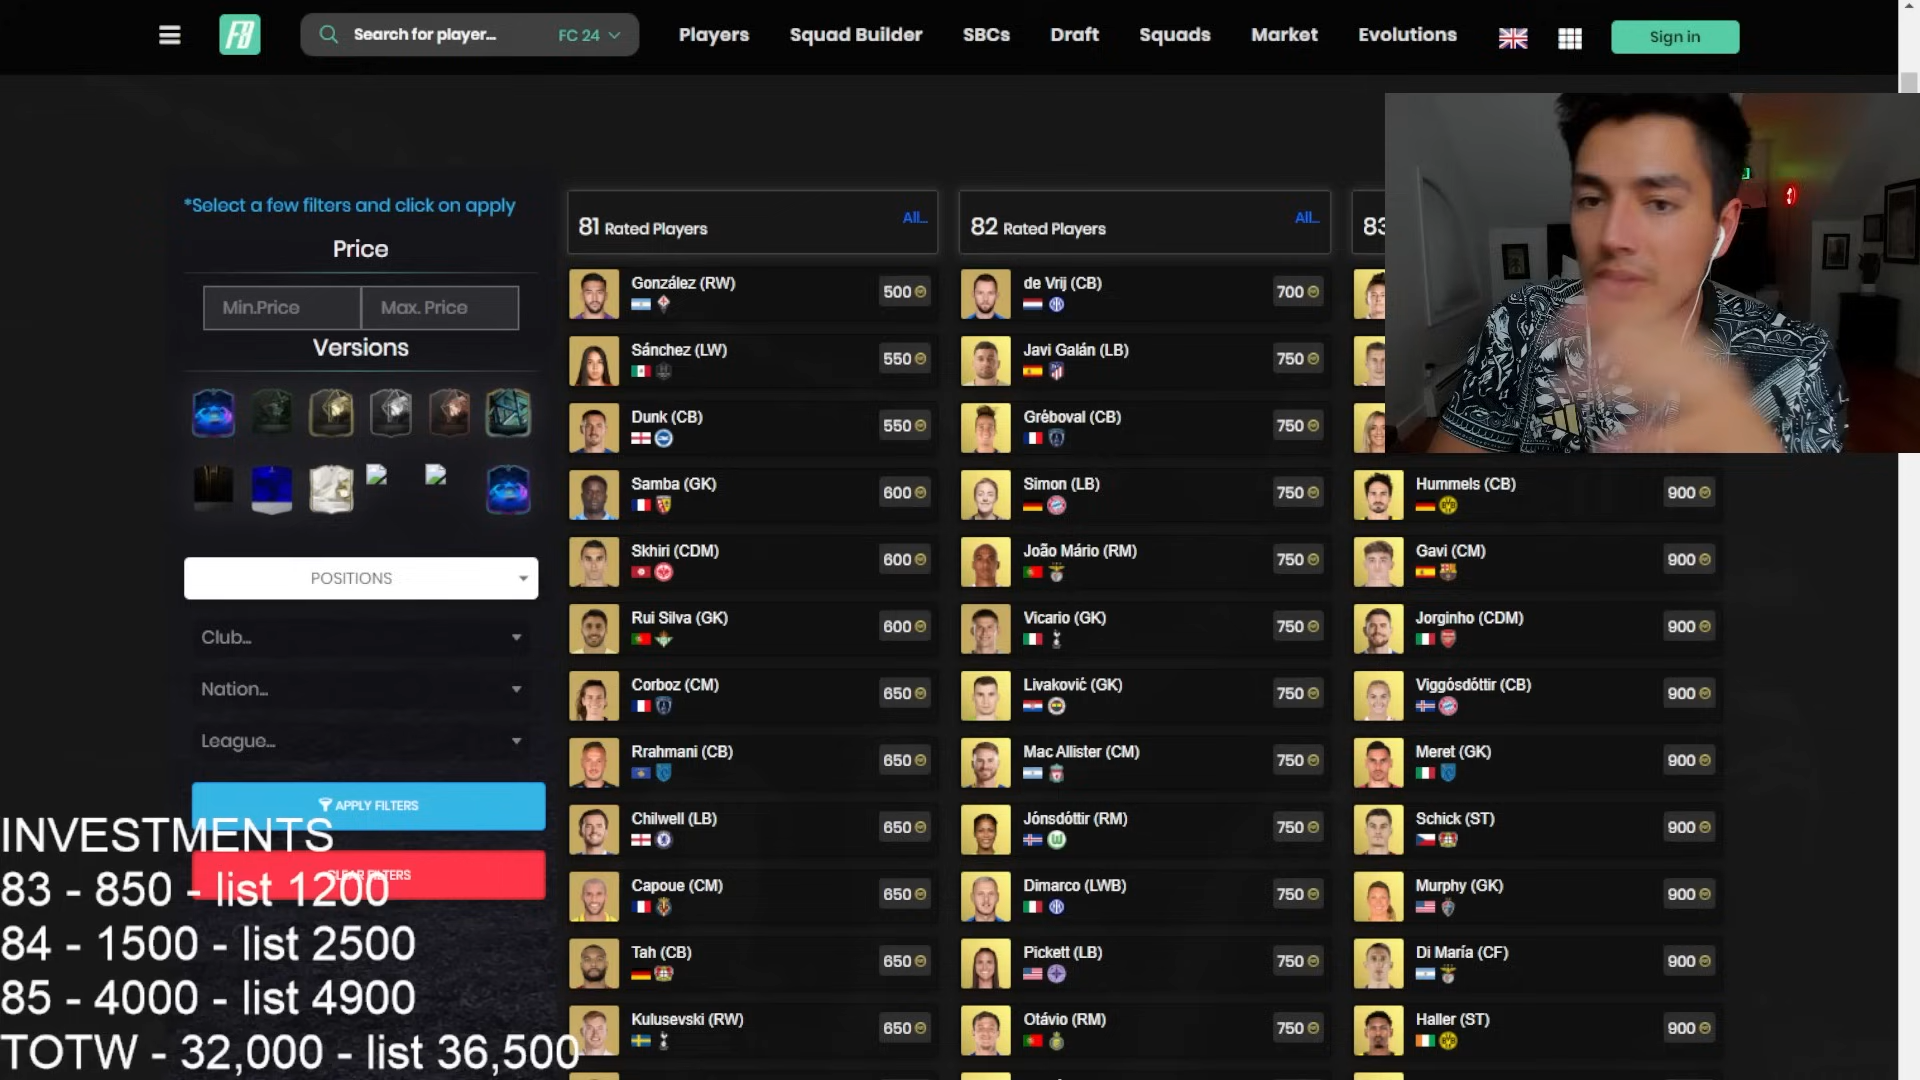 FB
Search for player...
FC 24
Players
Squad Builder
SBCs
Draft
Squads
Market
Evolutions
Sign in
*Select a few filters and click on apply
Price
Min.Price
Max. Price
Versions
POSITIONS
Club...
Nation...
League...
APPLY FILTERS
CLEAR FILTERS
INVESTMENTS
83 - 850 - list 1200
84 - 1500 - list 2500
85 - 4000 - list 4900
TOTW - 32,000 - list 36,500
81 Rated Players
All...
González (RW)
500
Sánchez (LW)
550
Dunk (CB)
550
Samba (GK)
600
Skhiri (CDM)
600
Rui Silva (GK)
600
Corboz (CM)
650
Rrahmani (CB)
650
Chilwell (LB)
650
Capoue (CM)
650
Tah (CB)
650
Kulusevski (RW)
650
82 Rated Players
All...
de Vrij (CB)
700
Javi Galán (LB)
750
Gréboval (CB)
750
Simon (LB)
750
João Mário (RM)
750
Vicario (GK)
750
Livaković (GK)
750
Mac Allister (CM)
750
Jónsdóttir (RM)
750
Dimarco (LWB)
750
Pickett (LB)
750
Otávio (RM)
750
83
Hummels (CB)
900
Gavi (CM)
900
Jorginho (CDM)
900
Viggósdóttir (CB)
900
Meret (GK)
900
Schick (ST)
900
Murphy (GK)
900
Di María (CF)
900
Haller (ST)
900